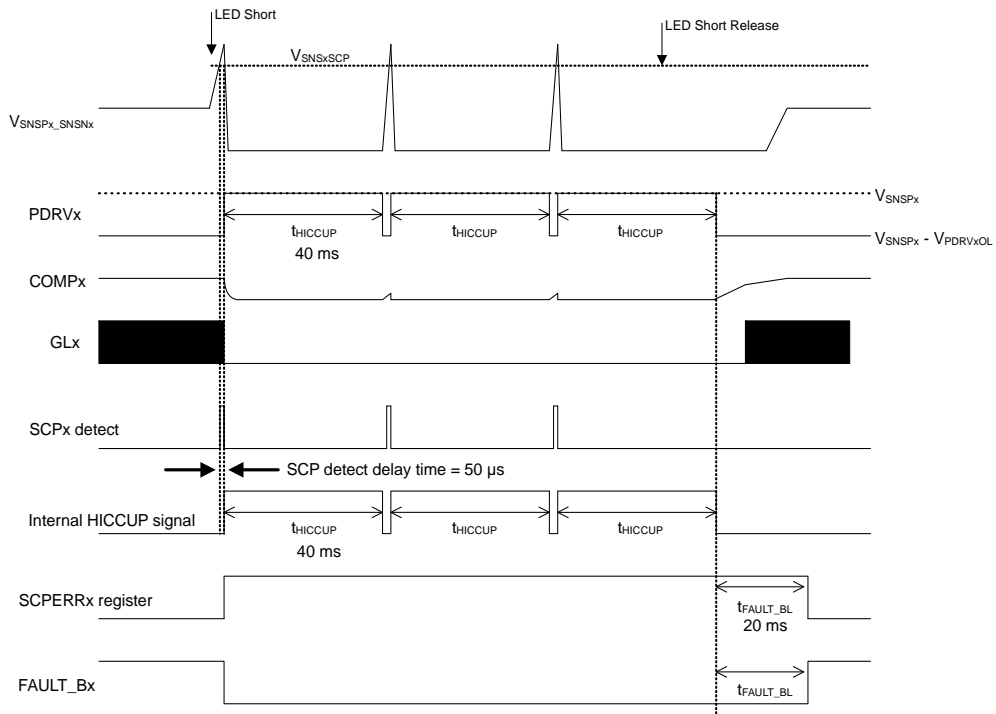 LED Short
LED Short Release
VSNSxSCP
VSNSPx_SNSNx
VSNSPx
PDRVx
tHICCUP
40 ms
tHICCUP
tHICCUP
VSNSPx - VPDRVxOL
COMPx
GLx
SCPx detect
SCP detect delay time = 50 µs
Internal HICCUP signal
tHICCUP
40 ms
tHICCUP
tHICCUP
SCPERRx register
tFAULT_BL
20 ms
FAULT_Bx
tFAULT_BL